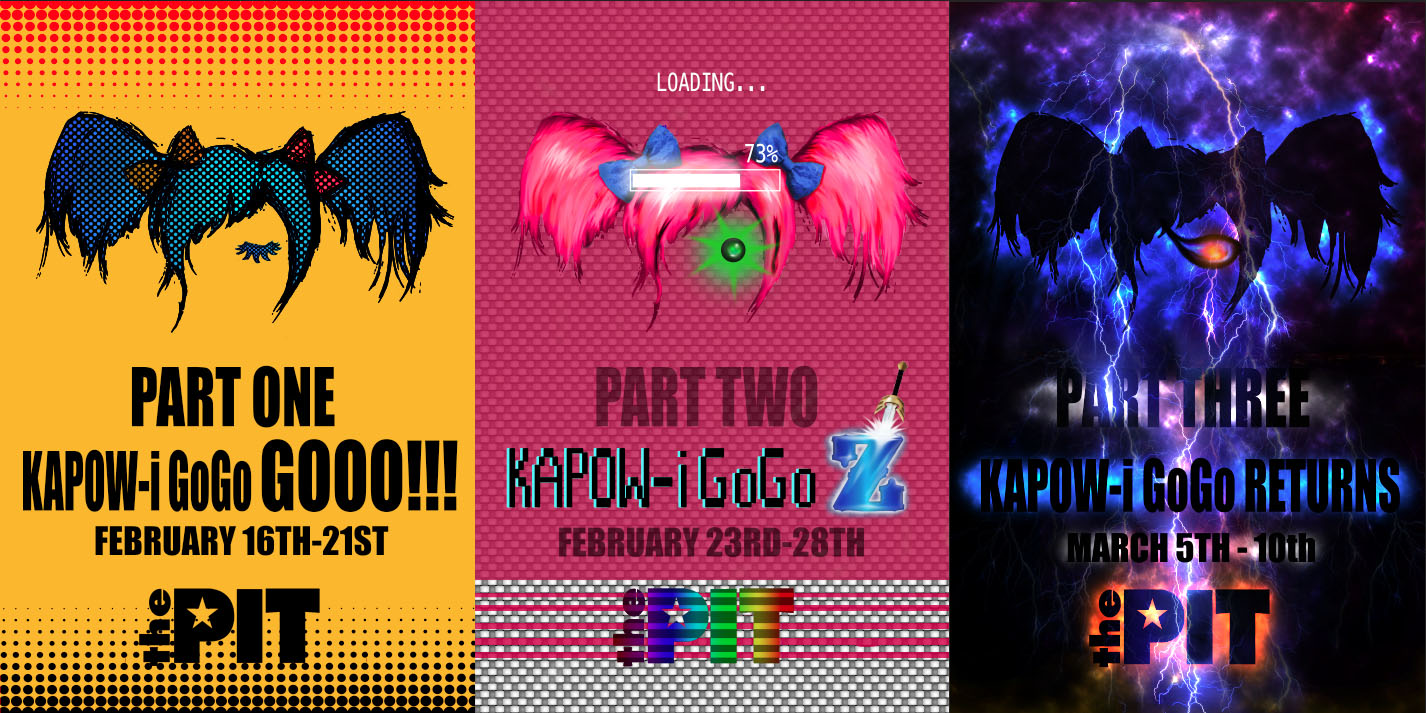 PART ONE
KAPOW-i GoGo GOOO!!!
FEBRUARY 16TH-21ST
the PIT
LOADING...
73%
PART TWO
KAPOW-i GoGo Z
FEBRUARY 23RD-28TH
the PIT
PART THREE
KAPOW-i GoGo RETURNS
MARCH 5TH - 10th
the PIT